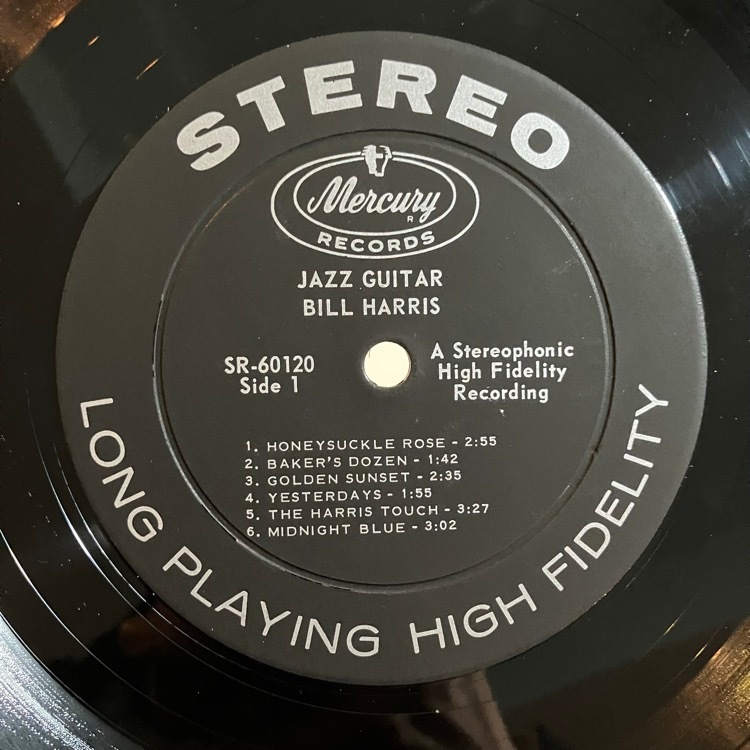 STEREO
Mercury
R
RECORDS
JAZZ GUITAR
BILL HARRIS
SR-60120
Side 1
A Stereophonic
High Fidelity
Recording
1. HONEYSUCKLE ROSE - 2:55
2. BAKER'S DOZEN - 1:42
3. GOLDEN SUNSET - 2:35
4. YESTERDAYS - 1:55
5. THE HARRIS TOUCH - 3:27
6. MIDNIGHT BLUE - 3:02
LONG PLAYING HIGH FIDELITY